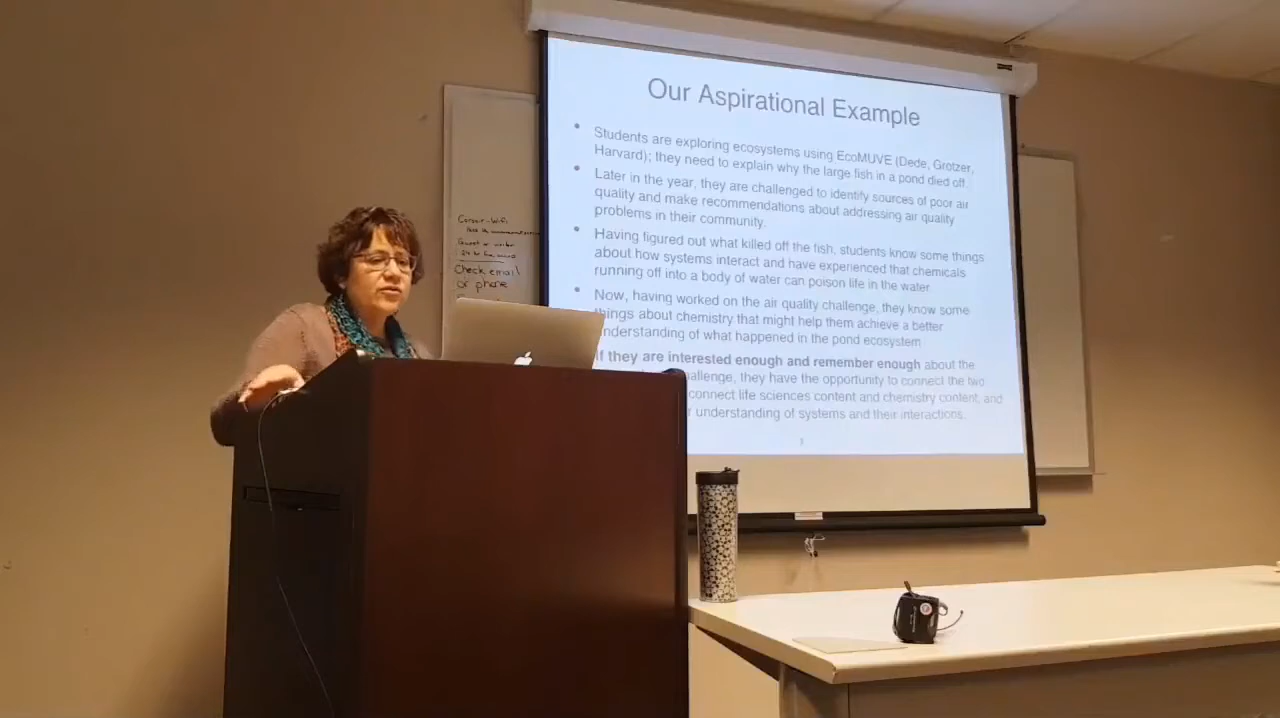 Our Aspirational Example
• Students are exploring ecosystems using EcoMUVE (Dede, Grotzer,
Harvard); they need to explain why the large fish in a pond died off.
• Later in the year, they are challenged to identify sources of poor air
quality and make recommendations about addressing air quality
problems in their community.
• Having figured out what killed off the fish, students know some things
about how systems interact and have experienced that chemicals
running off into a body of water can poison life in the water
• Now, having worked on the air quality challenge, they know some
things about chemistry that might help them achieve a better
nderstanding of what happened in the pond ecosystem
If they are interested enough and remember enough about the
allenge, they have the opportunity to connect the two
connect life sciences content and chemistry content, and
r understanding of systems and their interactions.
Check email
or phone